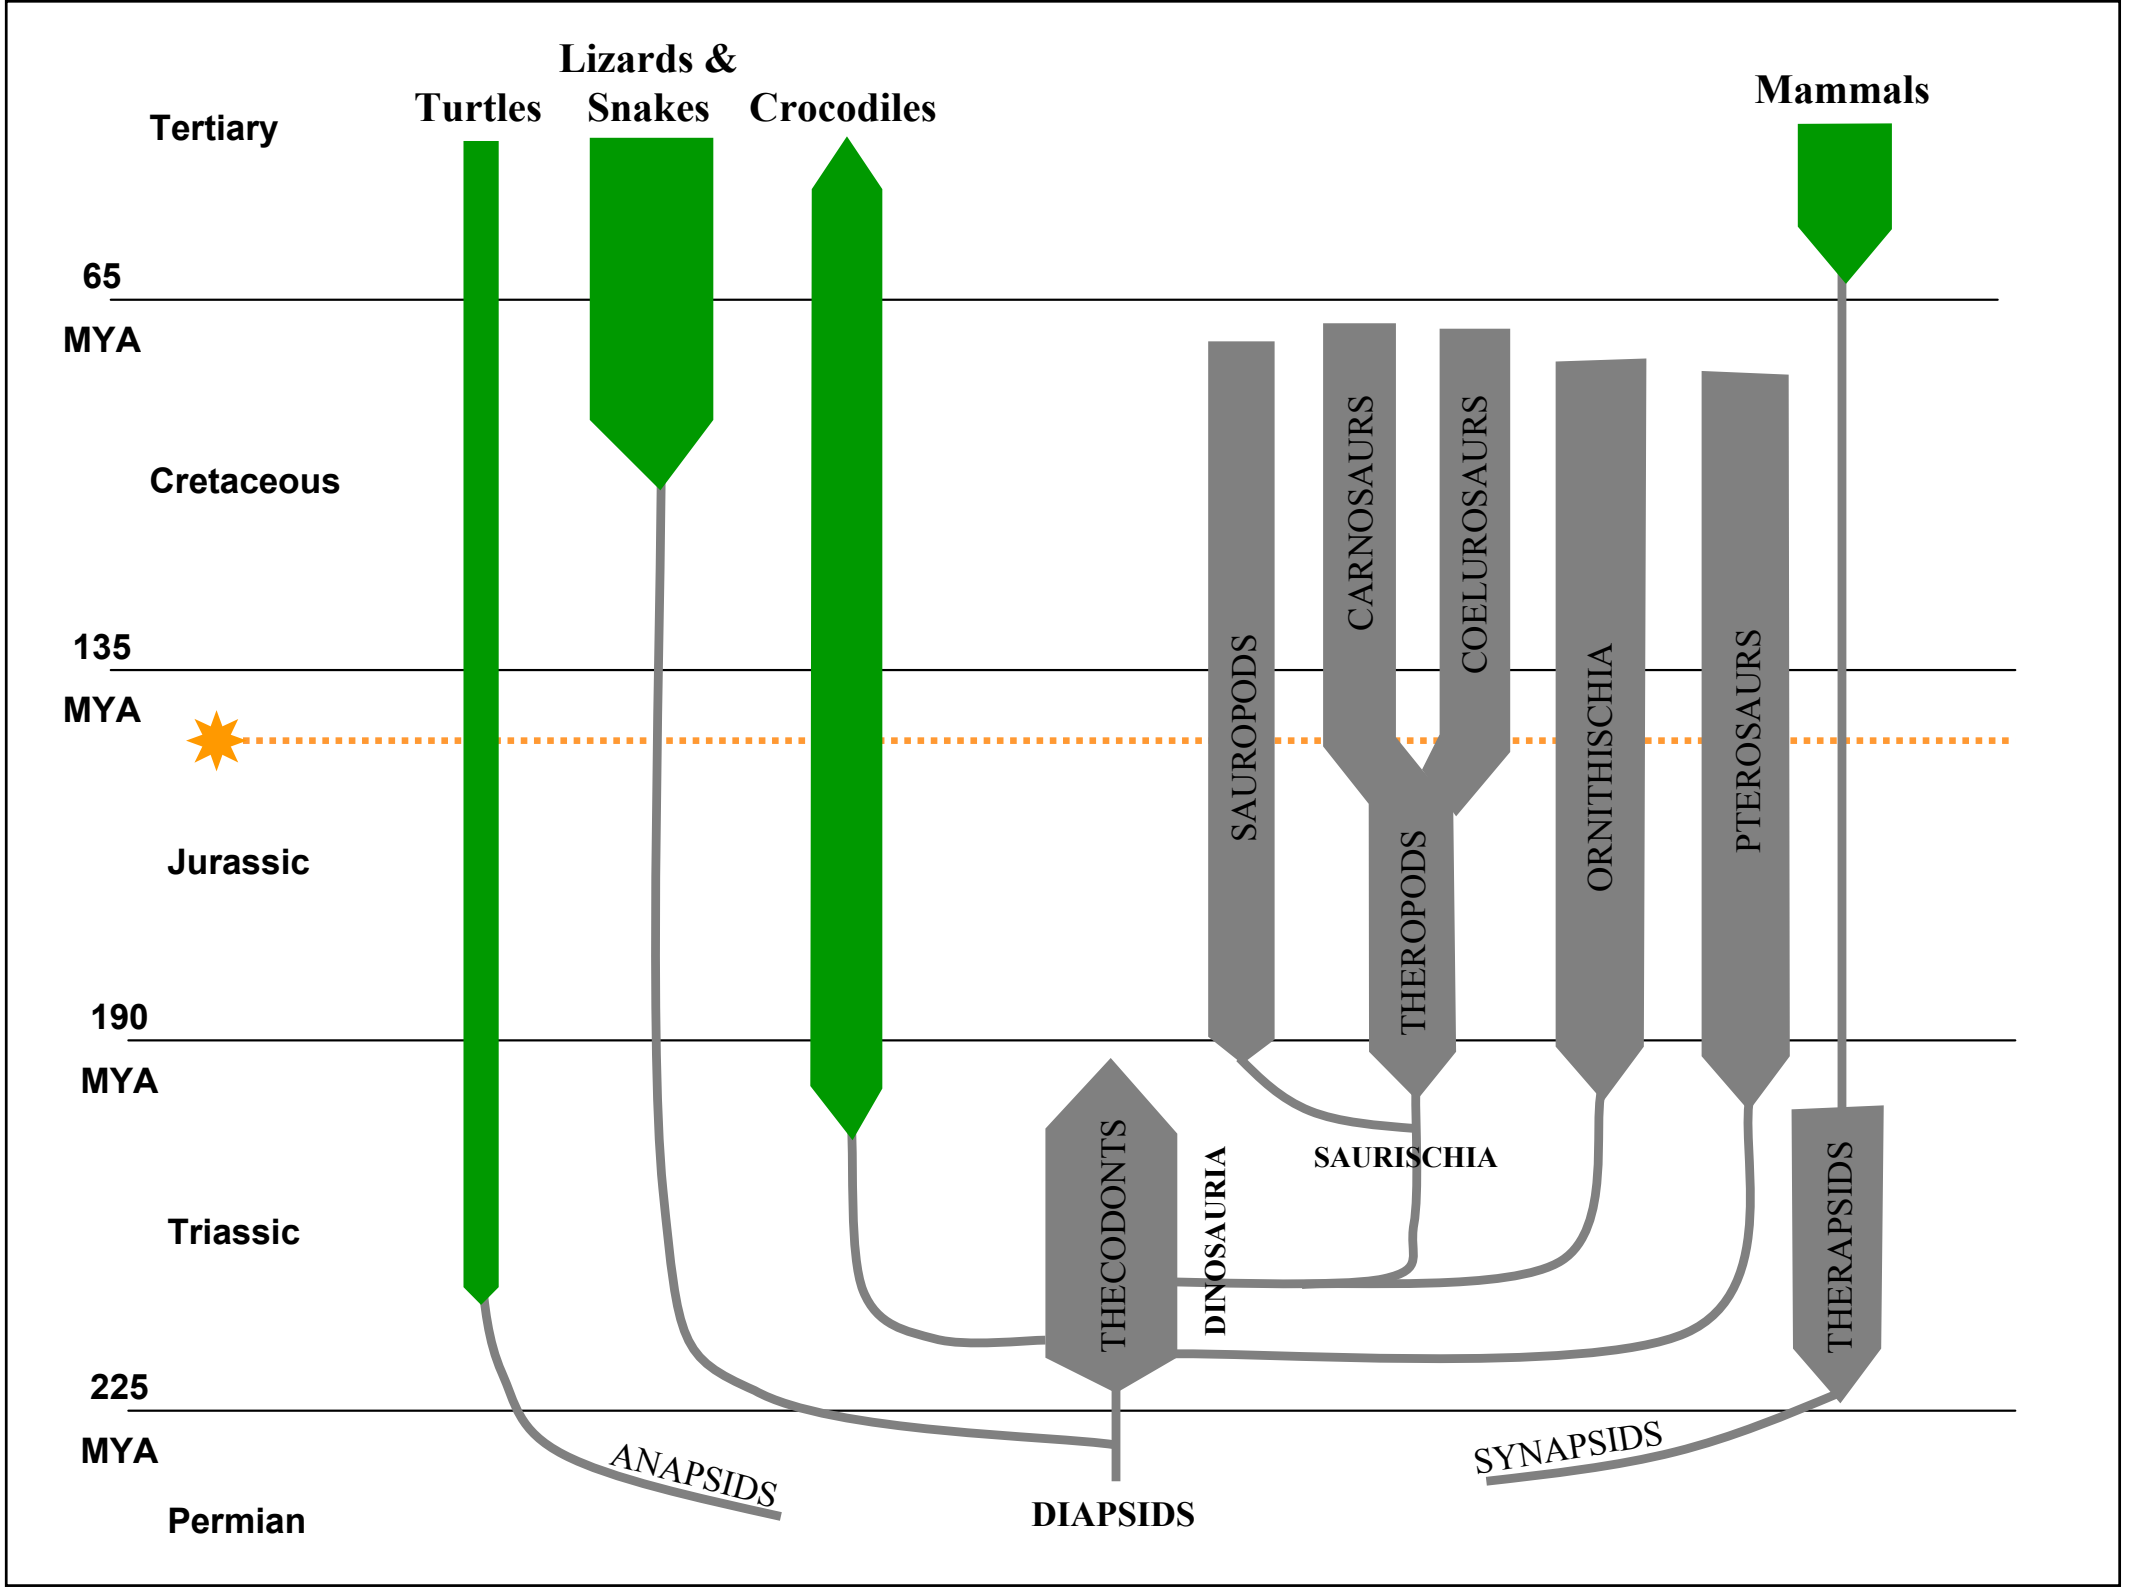 Lizards &
Snakes
Turtles
Crocodiles
Mammals
Tertiary
65
MYA
Cretaceous
CARNOSAURS
COELUROSAURS
135
MYA
SAUROPODS
ORNITHISCHIA
PTEROSAURS
Jurassic
THEROPODS
190
MYA
THECODONTS
DINOSAURIA
SAURISCHIA
THERAPSIDS
Triassic
225
MYA
ANAPSIDS
SYNAPSIDS
DIAPSIDS
Permian